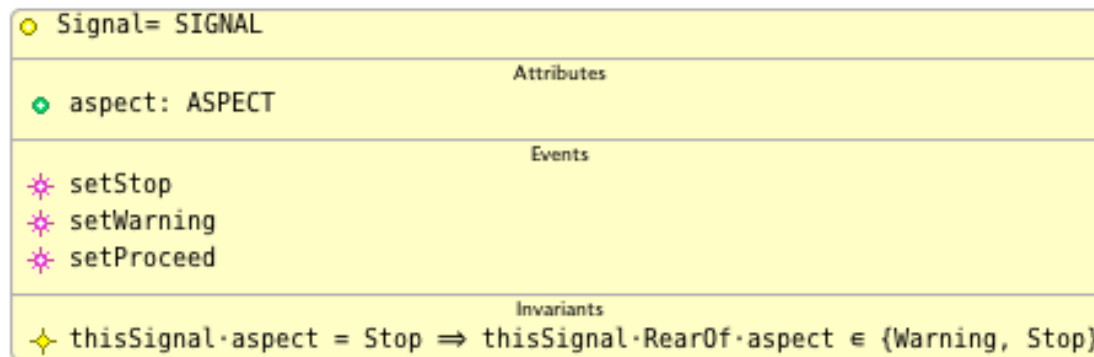 Signal= SIGNAL
Attributes
aspect: ASPECT
Events
setStop
setWarning
setProceed
Invariants
thisSignal·aspect = Stop ⇒ thisSignal·RearOf·aspect ∈ {Warning, Stop}